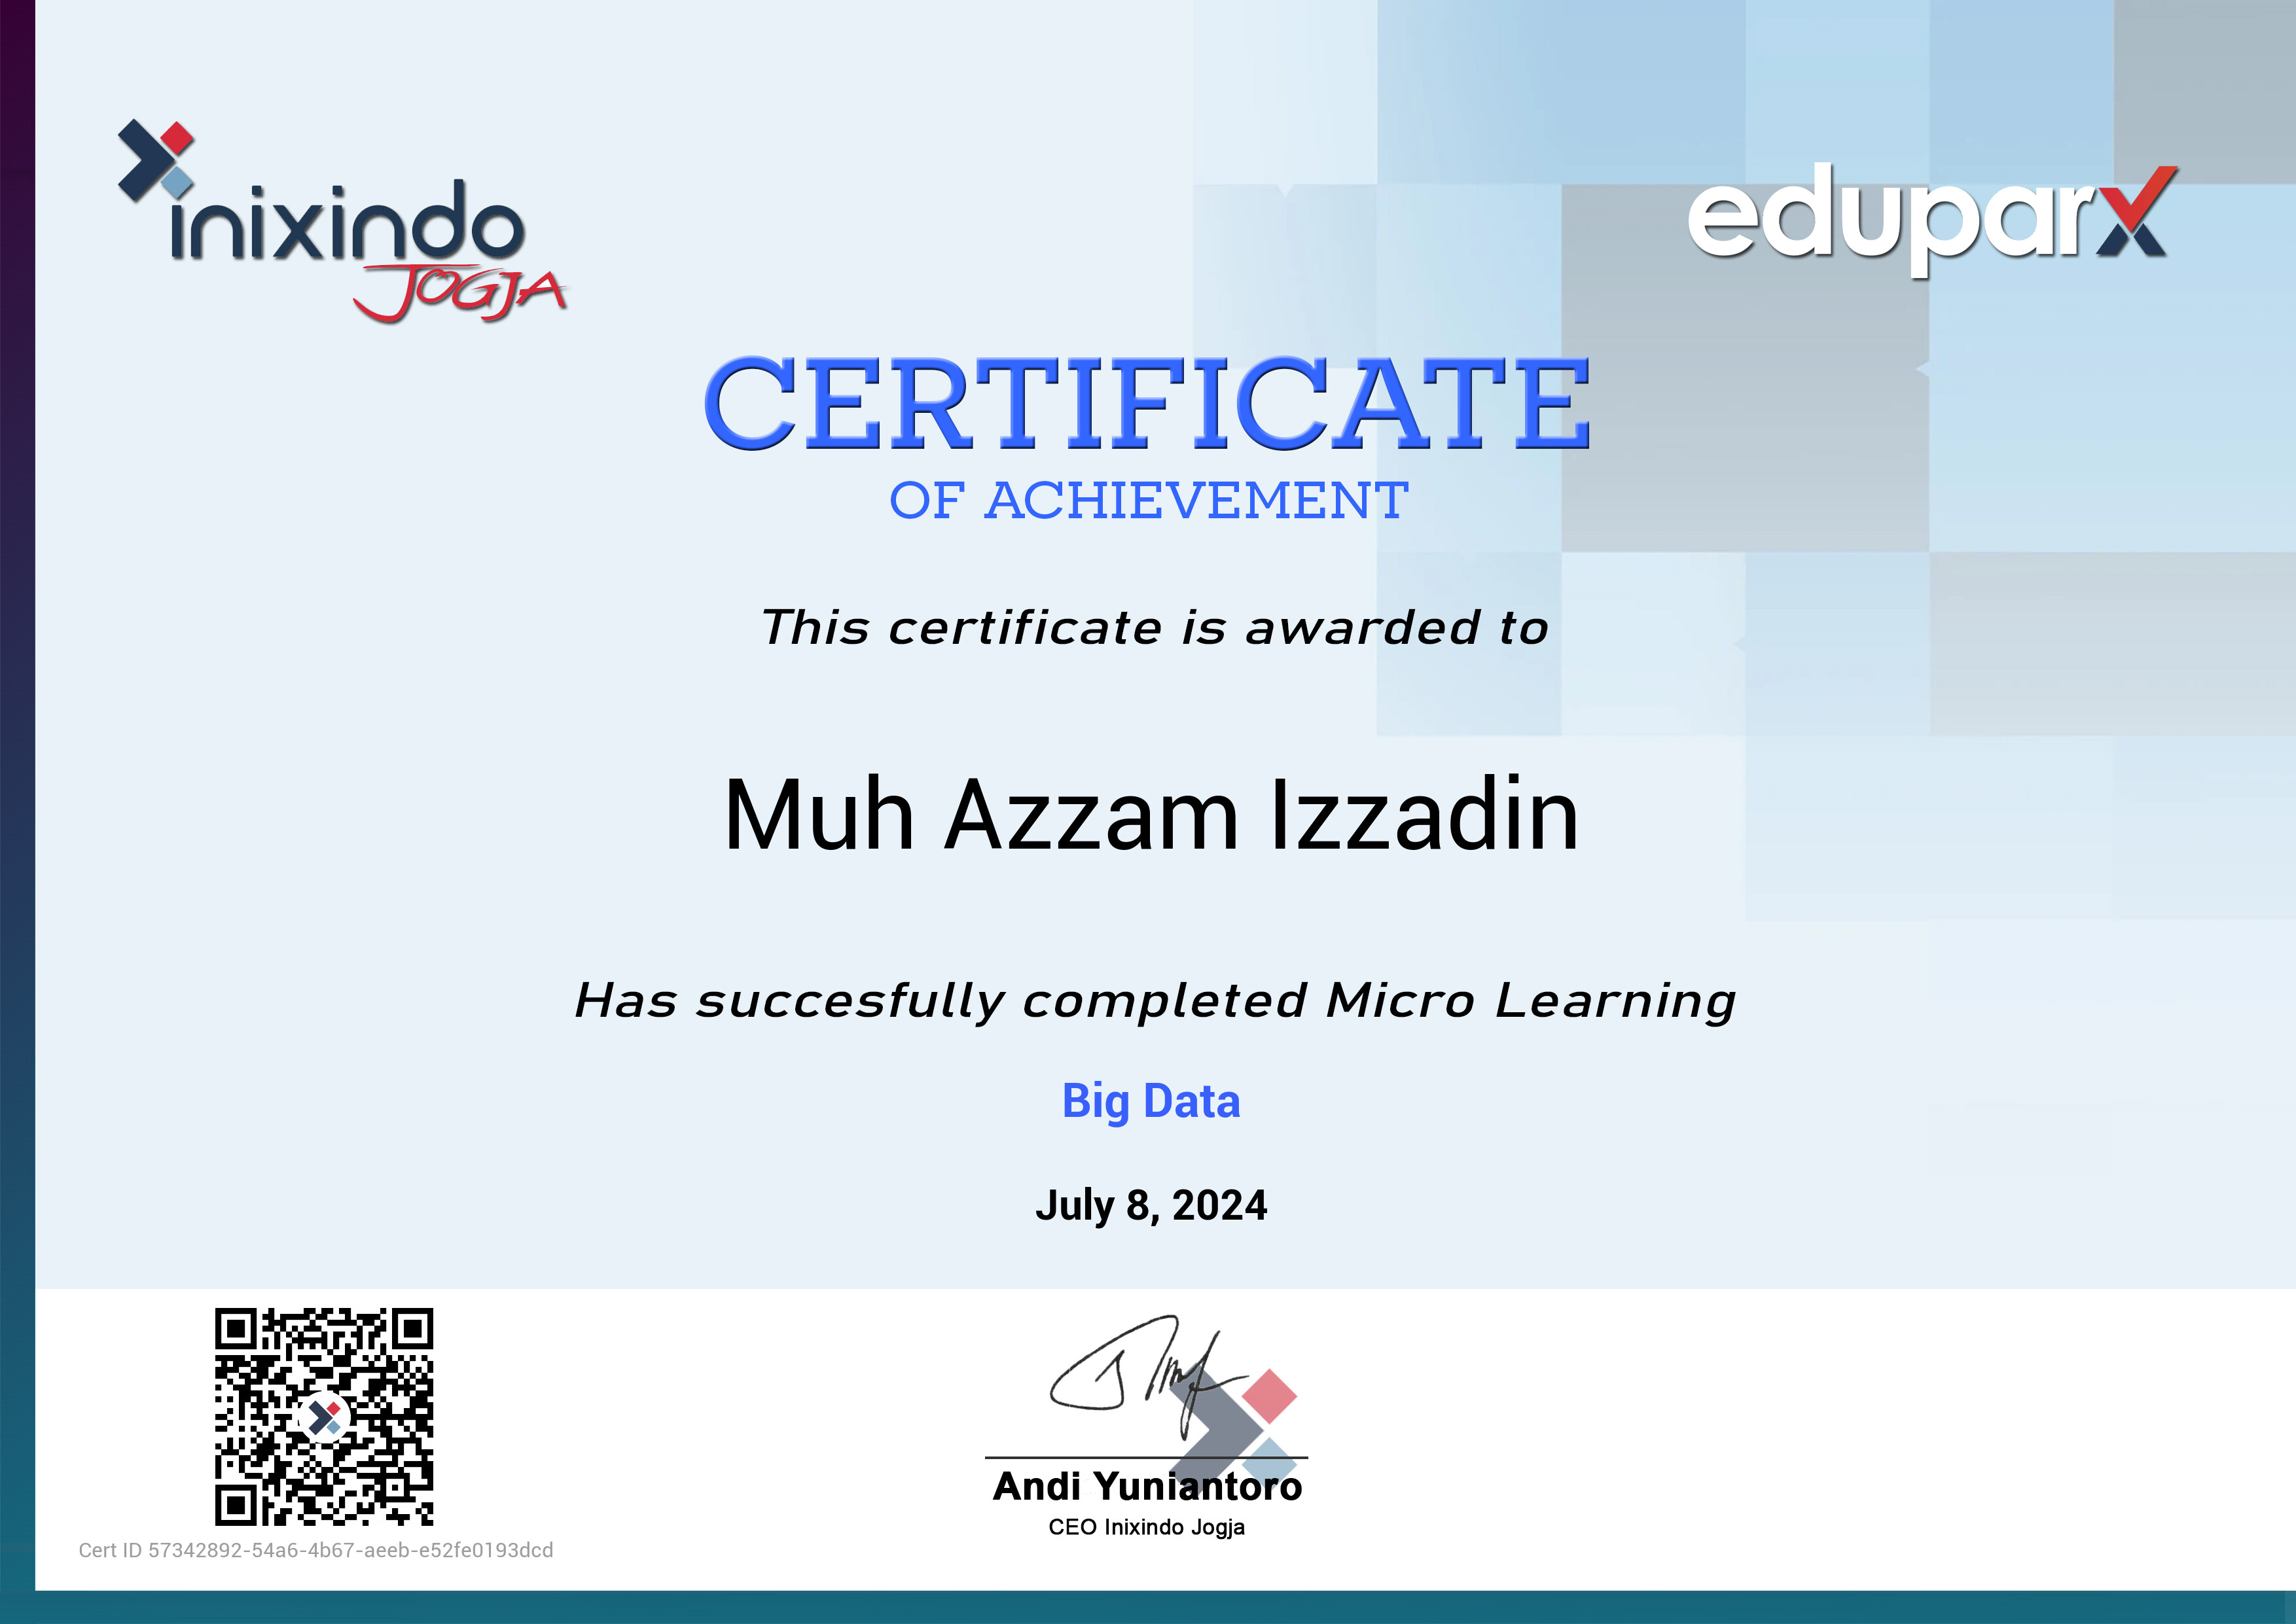 inixindo
JOGJA
eduparx
CERTIFICATE
OF ACHIEVEMENT
This certificate is awarded to
Muh Azzam Izzadin
Has succesfully completed Micro Learning
Big Data
July 8, 2024
Andi Yuniantoro
CEO Inixindo Jogja
Cert ID 57342892-54a6-4b67-aeeb-e52fe0193dcd